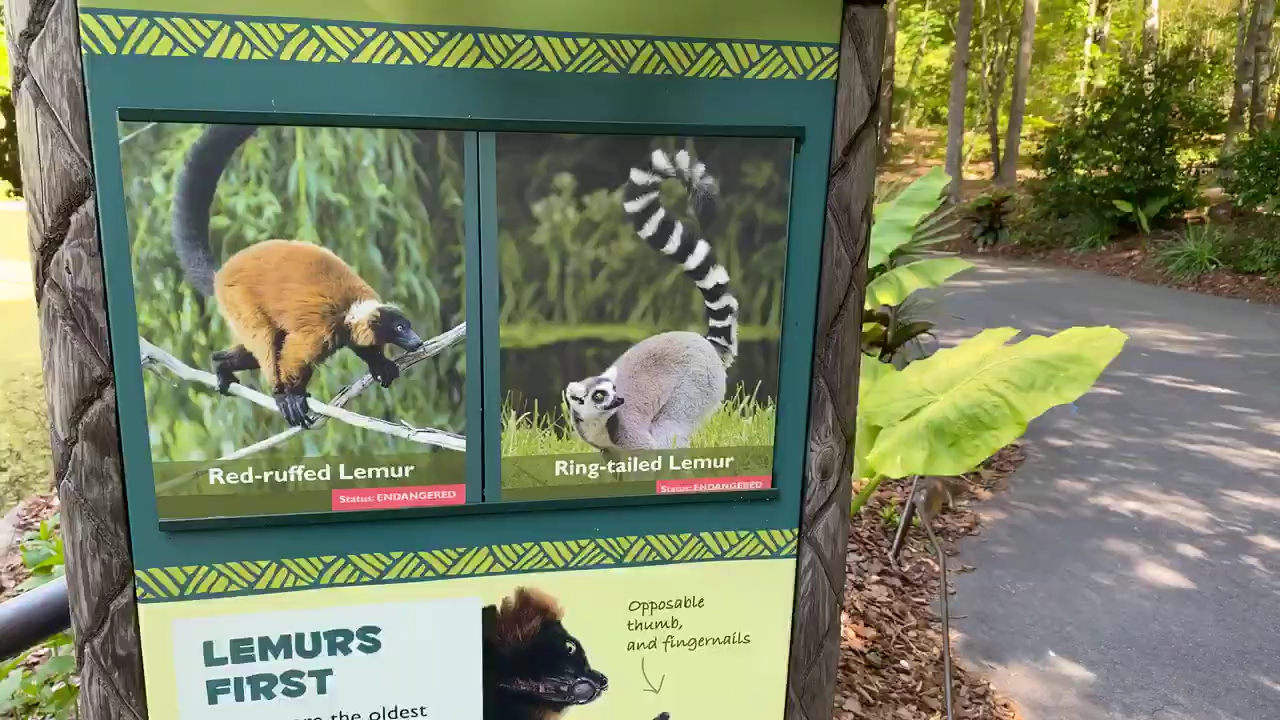 Red-ruffed Lemur
Status: ENDANGERED
Ring-tailed Lemur
Status: ENDANGERED
LEMURS
FIRST
the oldest
Opposable
thumb,
and fingernails